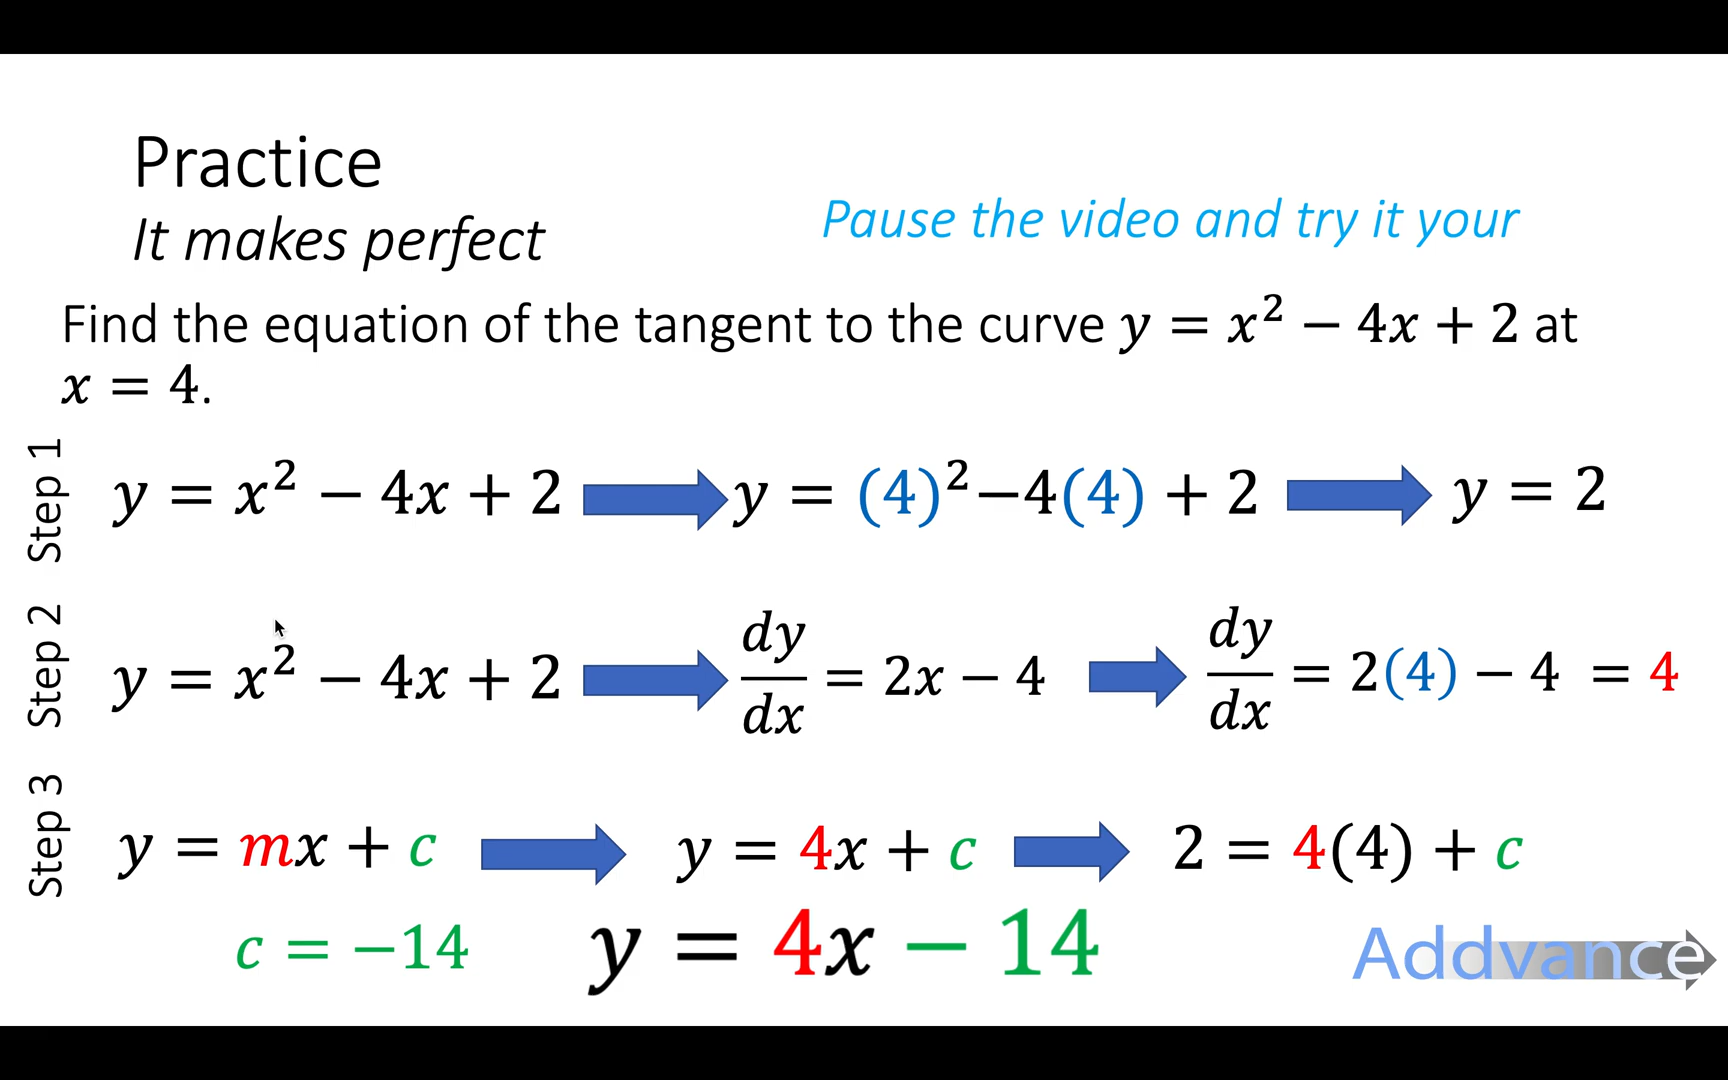 Practice
It makes perfect
Pause the video and try it your
Find the equation of the tangent to the curve y = x² − 4x + 2 at
x = 4.
Step 1
y = x² − 4x + 2 y = (4)²−4(4) + 2 y = 2
Step 2
y = x² − 4x + 2 dy/dx = 2x − 4 dy/dx = 2(4) − 4 = 4
Step 3
y = mx + c y = 4x + c 2 = 4(4) + c
c = −14 y = 4x − 14
Addvance